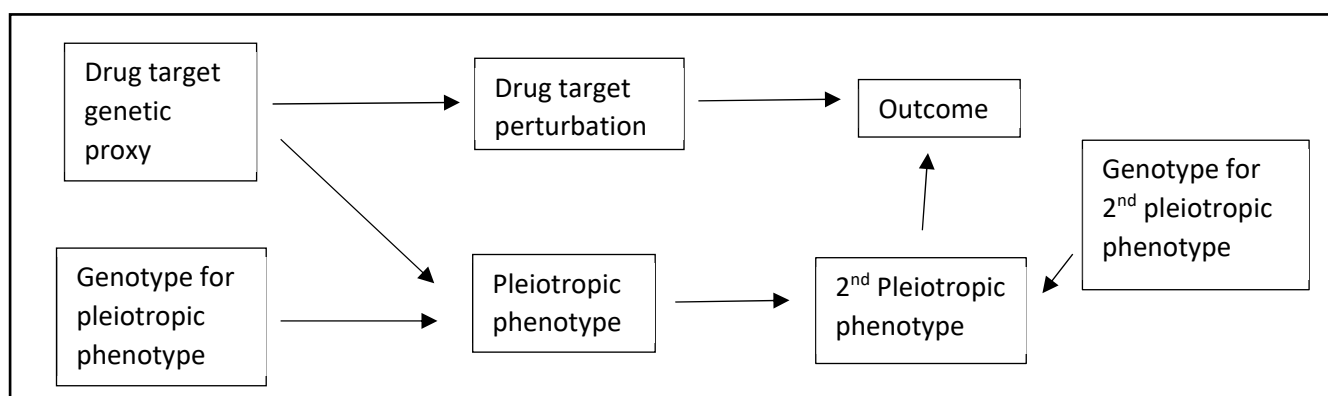 Drug target
genetic
proxy
Drug target
perturbation
Outcome
Genotype for
2nd pleiotropic
phenotype
Genotype for
pleiotropic
phenotype
Pleiotropic
phenotype
2nd Pleiotropic
phenotype